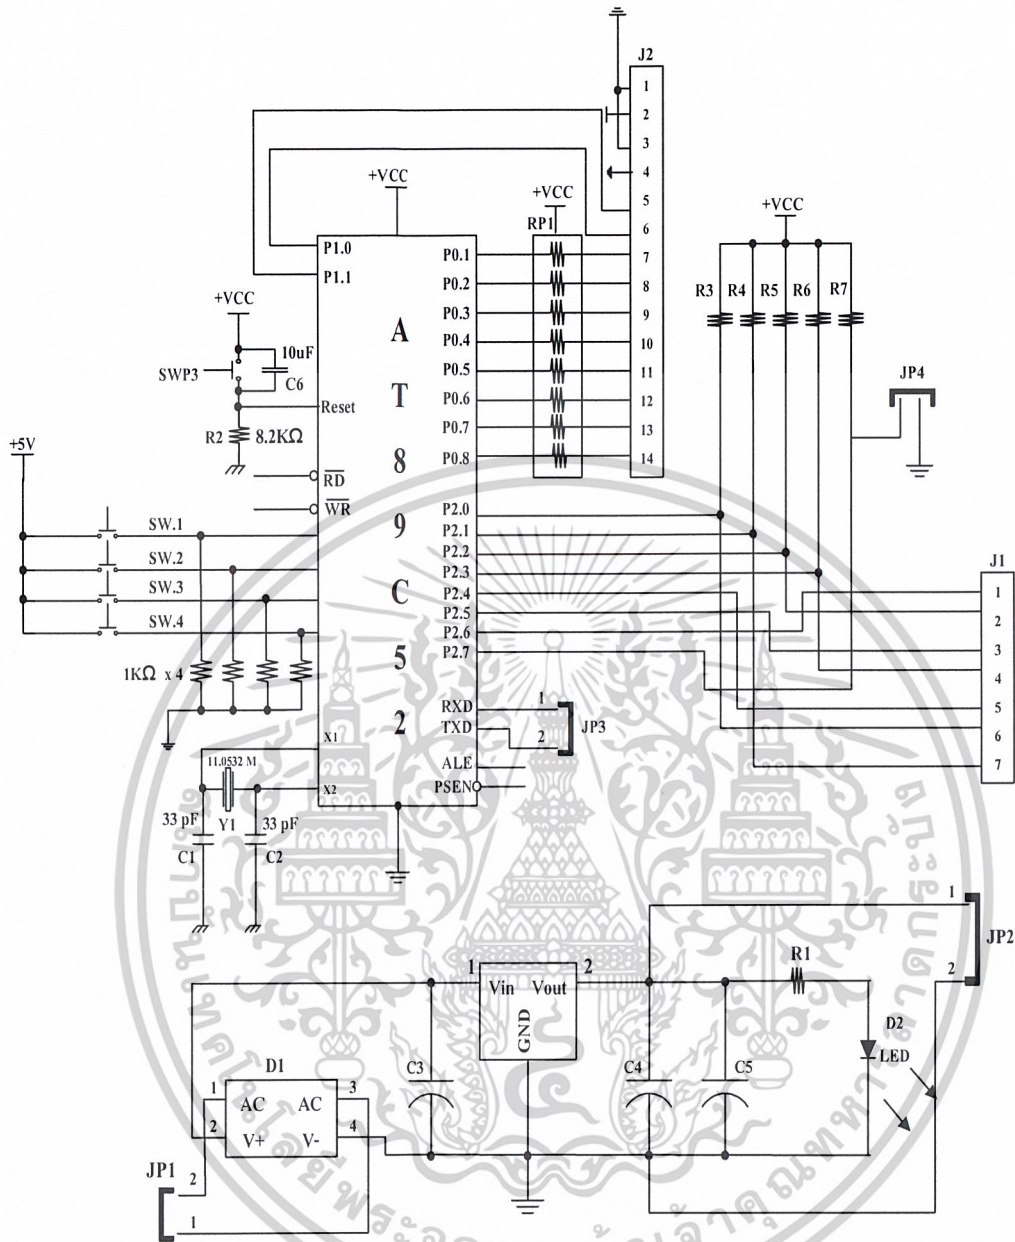 J2
1
2
3
4
5
6
7
8
9
10
11
12
13
14
+VCC
+VCC
RP1
+VCC
P1.0
P1.1
P0.1
P0.2
P0.3
P0.4
P0.5
P0.6
P0.7
P0.8
A
T
8
9
C
5
2
+VCC
10uF
SWP3
C6
Reset
R2
8.2KΩ
R3
R4
R5
R6
R7
JP4
+5V
RD
WR
SW.1
SW.2
SW.3
SW.4
1KΩ x 4
P2.0
P2.1
P2.2
P2.3
P2.4
P2.5
P2.6
P2.7
J1
1
2
3
4
5
6
7
RXD
TXD
ALE
PSEN
1
2
JP3
X1
11.0532 M
X2
33 pF
Y1
33 pF
C1
C2
1
Vin
Vout
2
GND
R1
1
JP2
2
D2
LED
C3
C4
C5
D1
1
AC
AC
3
2
V+
V-
4
JP1
2
1